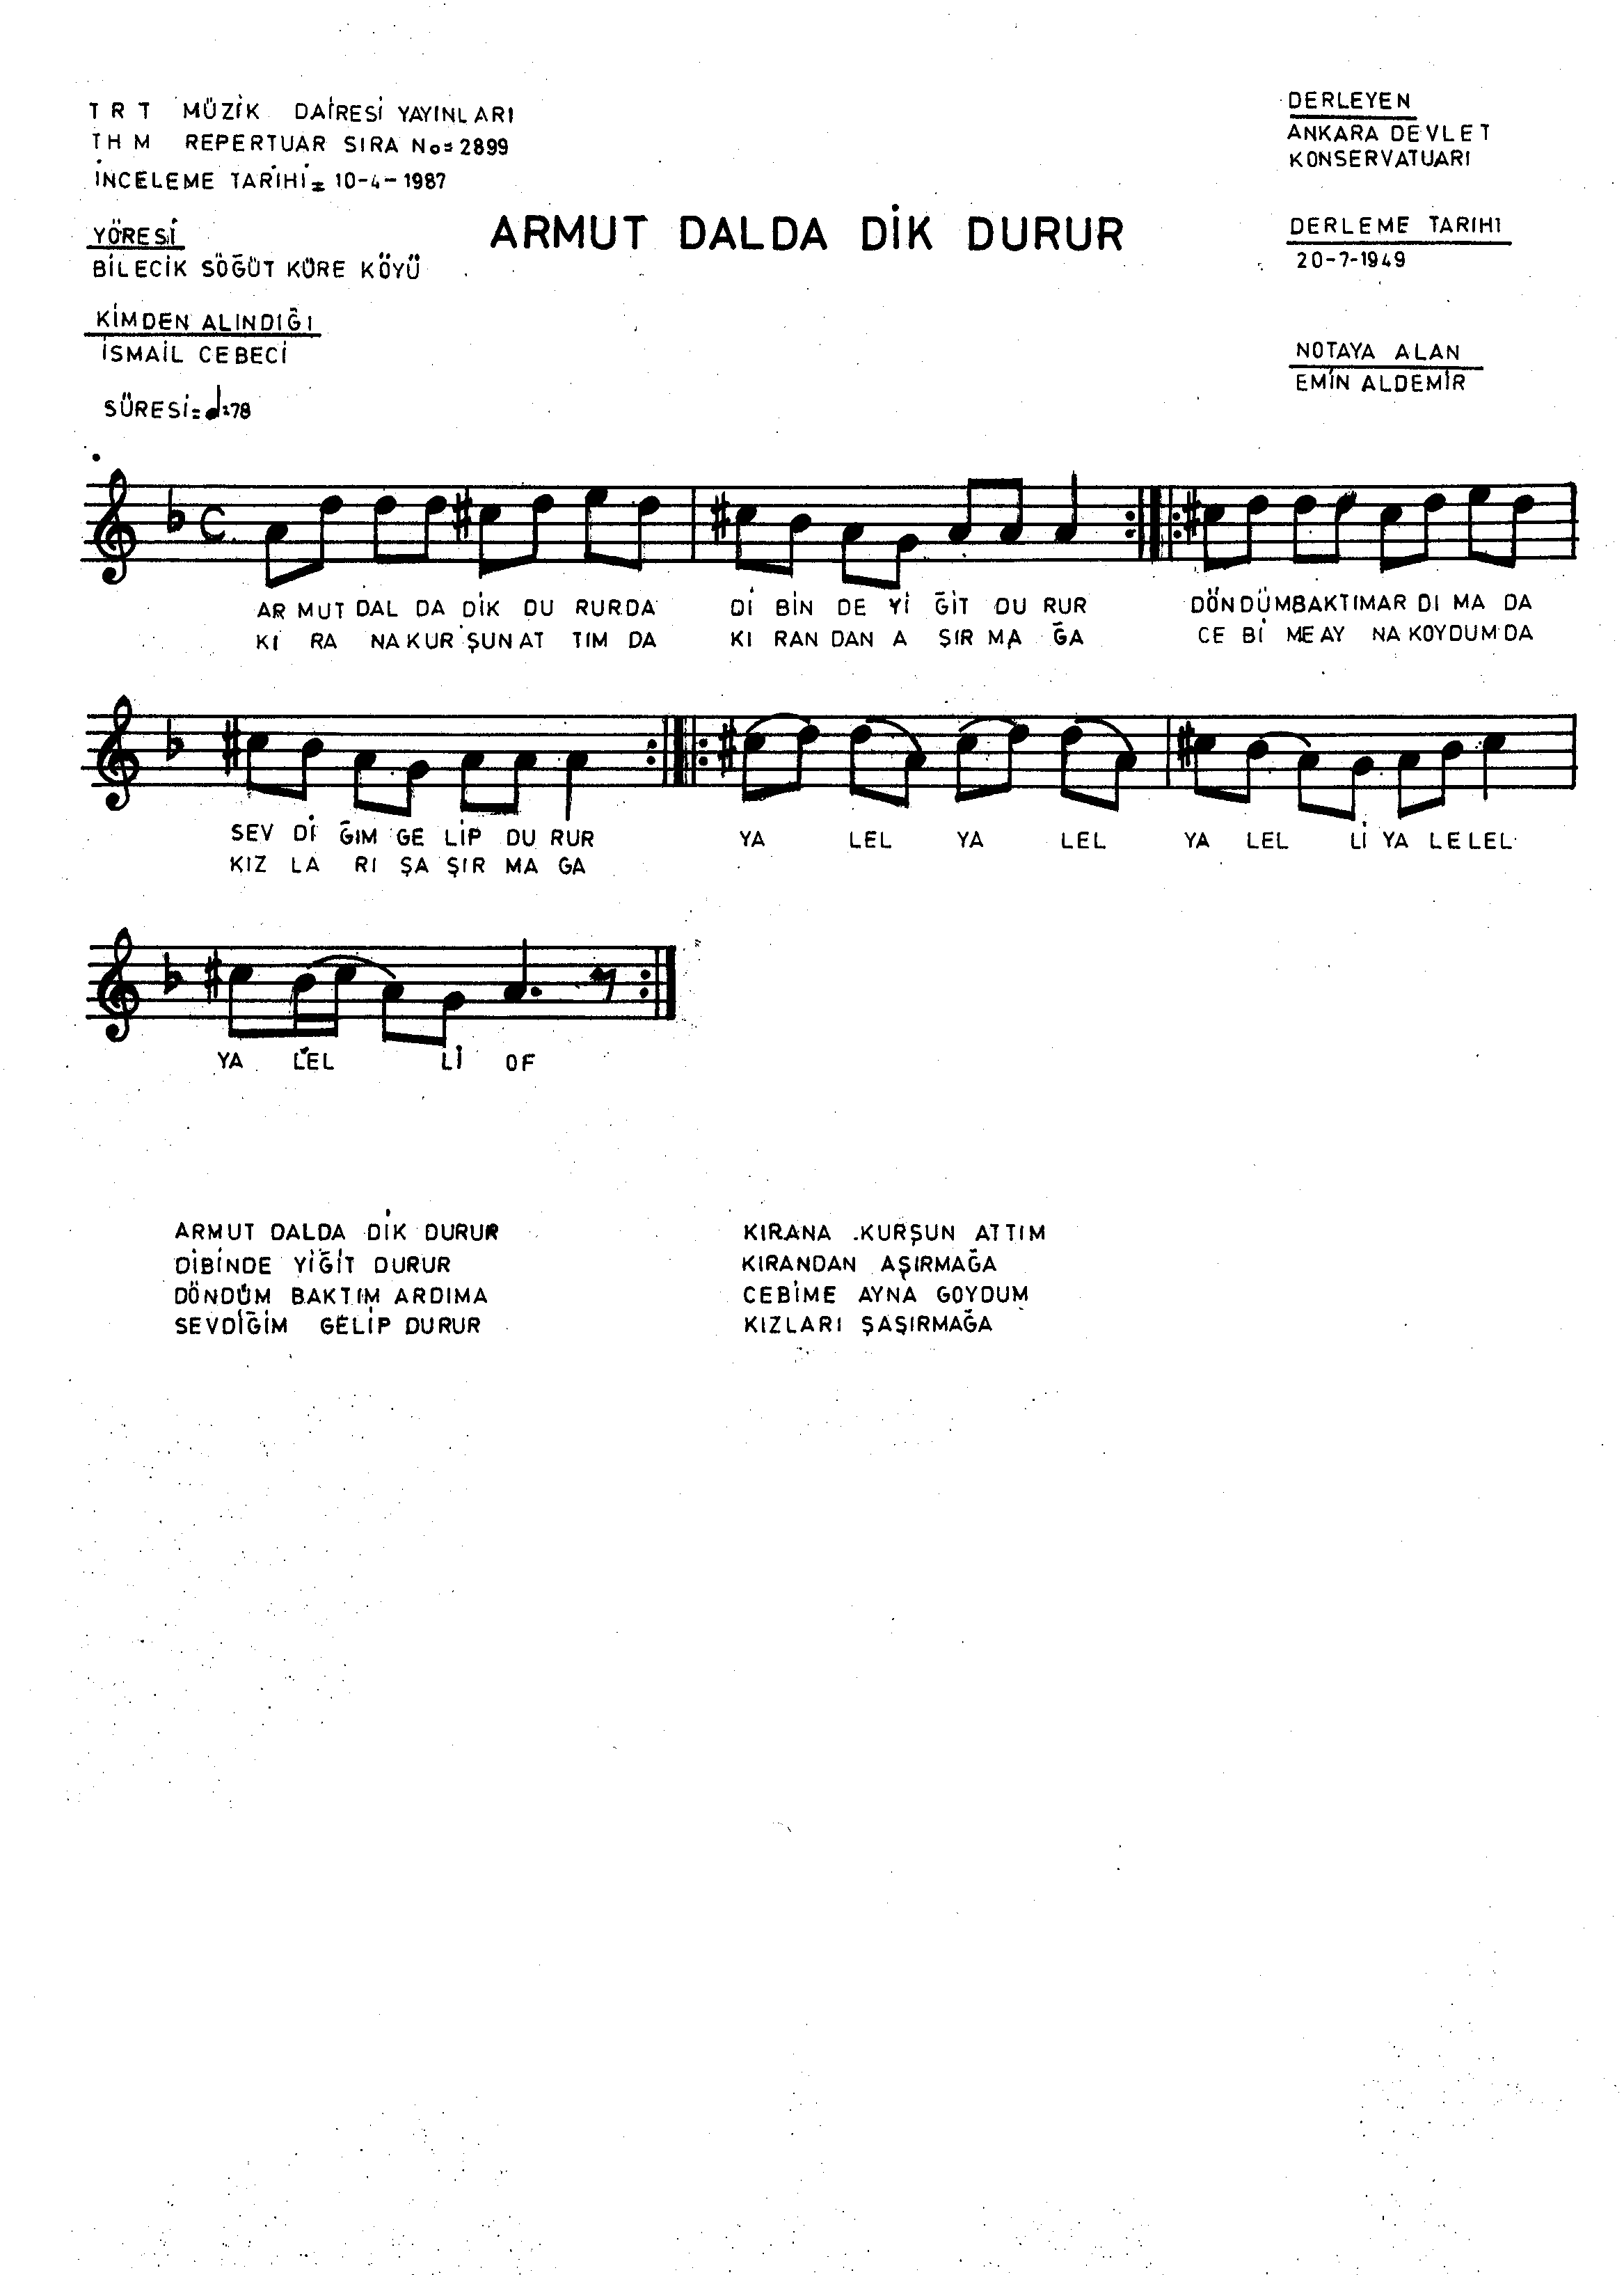 TRT MÜZİK DAİRESİ YAYINLARI
THM REPERTUAR SIRA No=2899
İNCELEME TARİHİ= 10-4-1987
DERLEYEN
ANKARA DEVLET
KONSERVATUARI
YÖRESİ
BİLECİK SÖĞÜT KÜRE KÖYÜ
ARMUT DALDA DİK DURUR
DERLEME TARIHI
20-7-1949
KİMDEN ALINDIĞI
İSMAİL CEBECİ
NOTAYA ALAN
EMİN ALDEMİR
SÜRESİ=♩:78
AR MUT DAL DA DİK DU RUR DA Dİ BİN DE Yİ ĞİT DU RUR DÖN DÜM BAK TIM AR DI MA DA
KI RA NA KUR ŞUN AT TIM DA KI RAN DAN A ŞIR MA ĞA CE Bİ ME AY NA KOY DUM DA
SEV Dİ ĞIM GE LİP DU RUR YA LEL YA LEL YA LEL Lİ YA LE LEL
KIZ LA RI ŞA ŞIR MA GA
YA LEL Lİ OF
ARMUT DALDA DİK DURUR
DİBİNDE YİĞİT DURUR
DÖNDÜM BAKTIM ARDIMA
SEVDİĞİM GELİP DURUR
KIRANA KURŞUN ATTIM
KIRANDAN AŞIRMAĞA
CEBİME AYNA GOYDUM
KIZLARI ŞAŞIRMAĞA